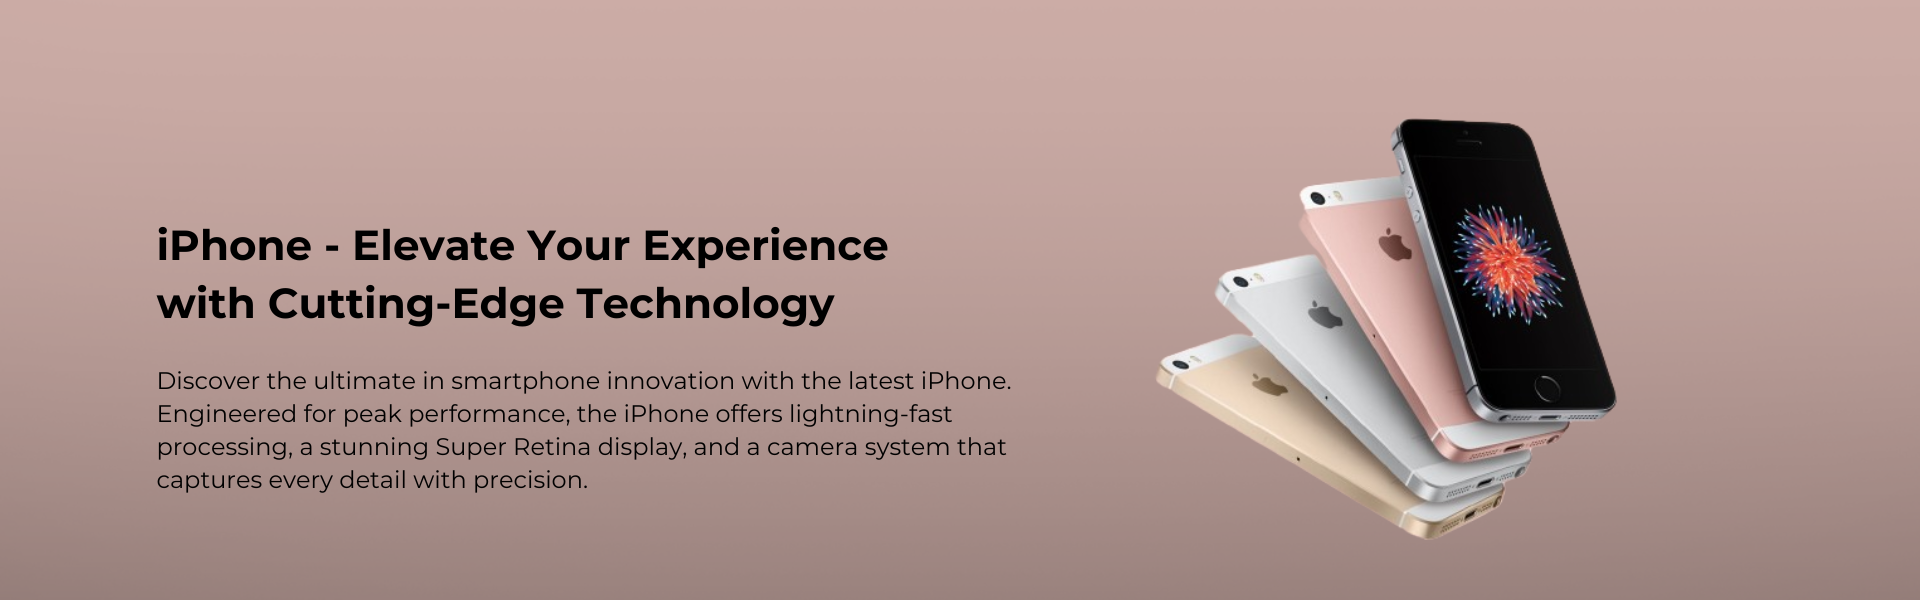 iPhone - Elevate Your Experience
with Cutting-Edge Technology
Discover the ultimate in smartphone innovation with the latest iPhone.
Engineered for peak performance, the iPhone offers lightning-fast
processing, a stunning Super Retina display, and a camera system that
captures every detail with precision.